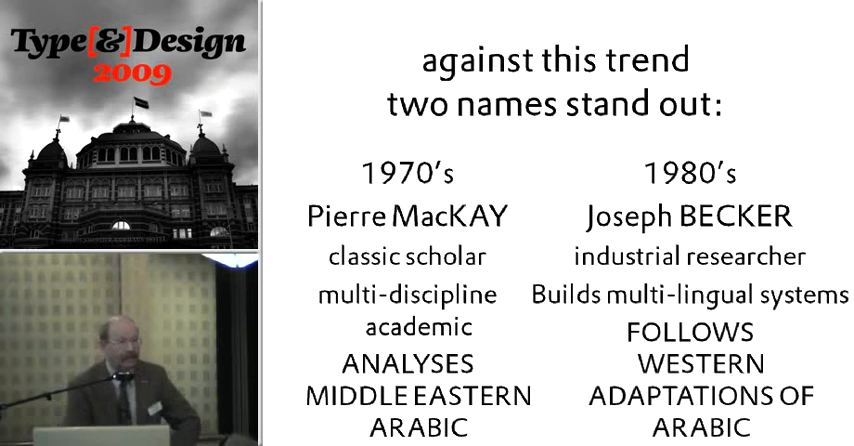 Type[&]Design
2009
against this trend
two names stand out:
1970's
Pierre MacKAY
classic scholar
multi-discipline
academic
ANALYSES
MIDDLE EASTERN
ARABIC
1980's
Joseph BECKER
industrial researcher
Builds multi-lingual systems
FOLLOWS
WESTERN
ADAPTATIONS OF
ARABIC